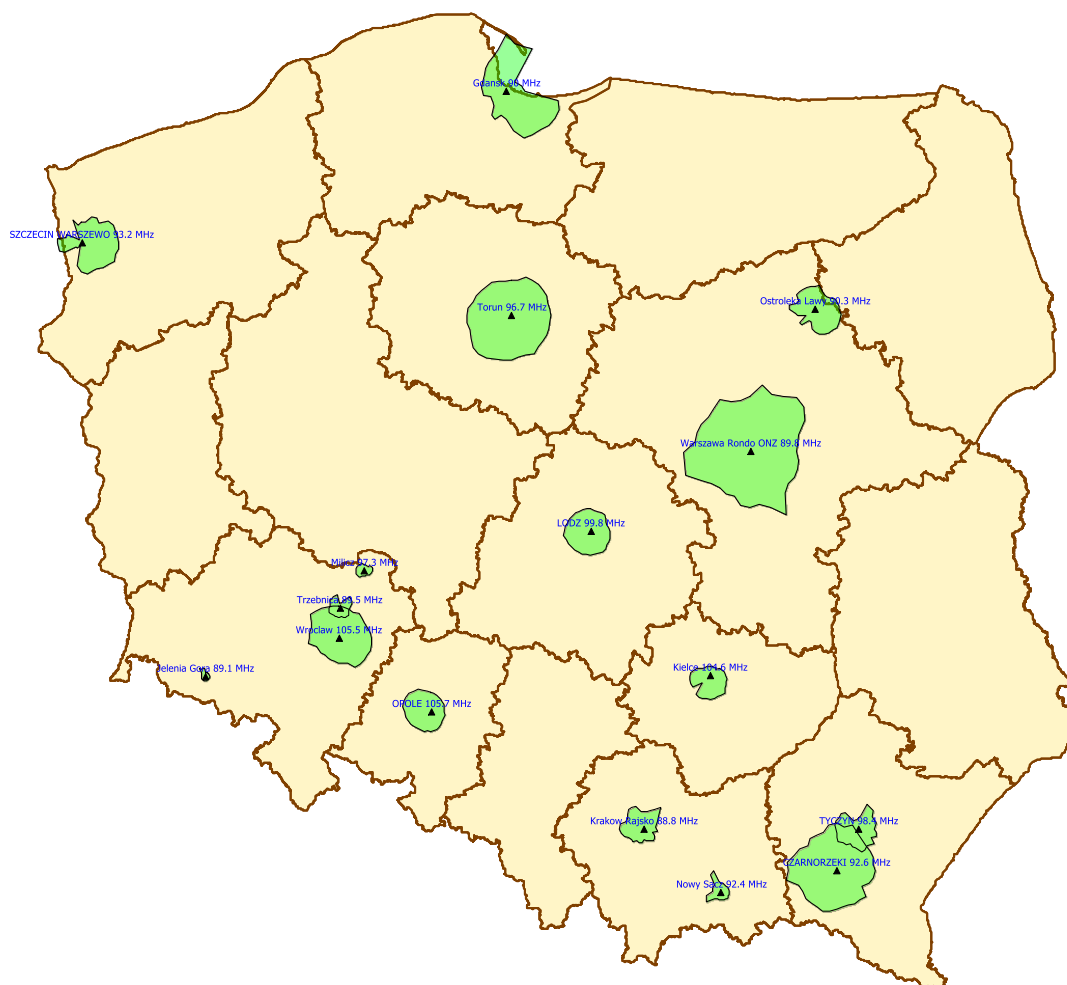 Gdansk 90 MHz
SZCZECIN WARSZEWO 93.2 MHz
Ostroleka Lawy 90.3 MHz
Torun 96.7 MHz
Warszawa Rondo ONZ 89.8 MHz
LODZ 99.8 MHz
Milicz 97.3 MHz
Trzebnica 89.5 MHz
Wroclaw 105.5 MHz
Jelenia Gora 89.1 MHz
Kielce 104.6 MHz
OPOLE 105.7 MHz
Krakow Rajsko 88.8 MHz
TYCZYN 98.4 MHz
CZARNORZEKI 92.6 MHz
Nowy Sacz 92.4 MHz